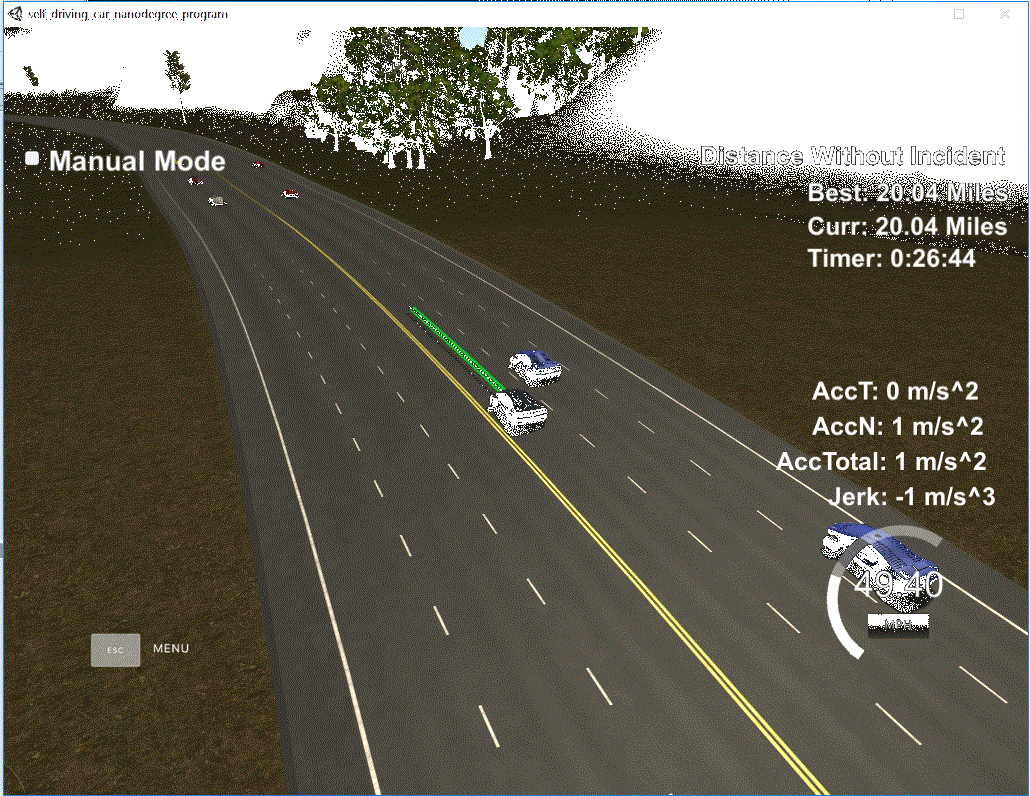 self_driving_car_nanodegree_program
Manual Mode
Distance Without Incident
Best: 20.04 Miles
Curr: 20.04 Miles
Timer: 0:26:44
AccT: 0 m/s^2
AccN: 1 m/s^2
AccTotal: 1 m/s^2
Jerk: -1 m/s^3
49.40
MPH
ESC MENU